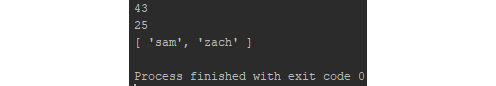 43
25
[ 'sam', 'zach' ]
Process finished with exit code 0